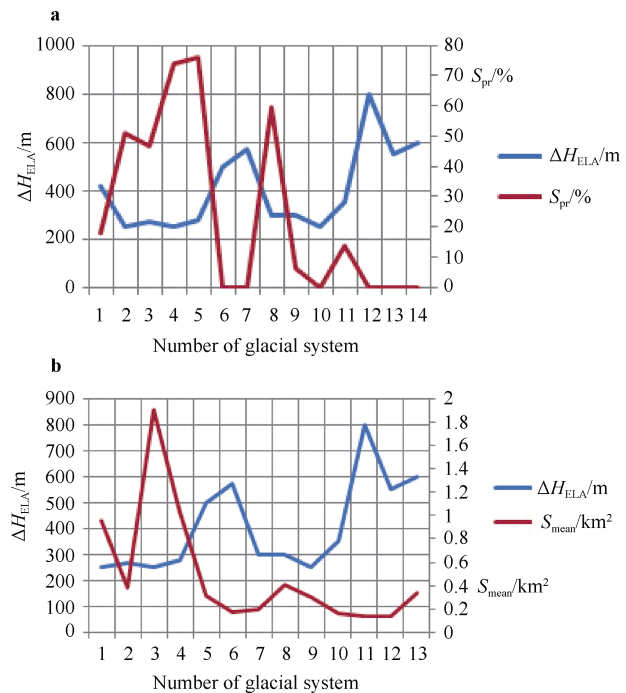 a
1000
800
600
400
200
0
ΔH_ELA/m
80
70
60
50
40
30
20
10
0
S_pr/%
ΔH_ELA/m
S_pr/%
1 2 3 4 5 6 7 8 9 10 11 12 13 14
Number of glacial system
b
900
800
700
600
500
400
300
200
100
0
ΔH_ELA/m
2
1.8
1.6
1.4
1.2
1
0.8
0.6
0.4
0.2
0
S_mean/km²
ΔH_ELA/m
S_mean/km²
1 2 3 4 5 6 7 8 9 10 11 12 13
Number of glacial system